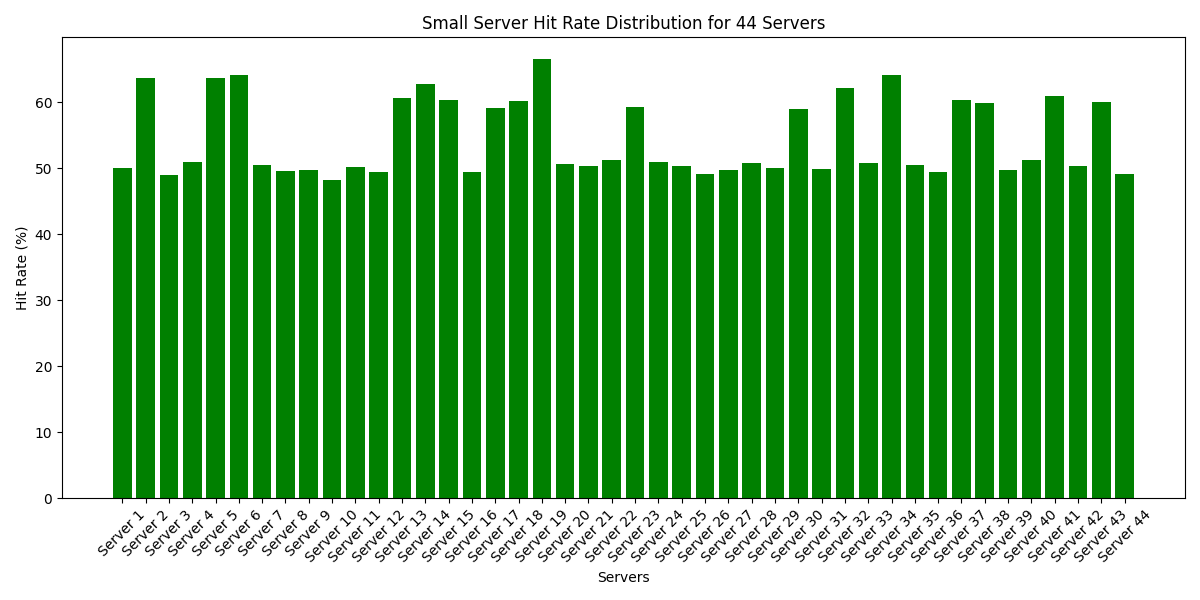 Small Server Hit Rate Distribution for 44 Servers
Hit Rate (%)
60
50
40
30
20
10
0
Server 1
Server 2
Server 3
Server 4
Server 5
Server 6
Server 7
Server 8
Server 9
Server 10
Server 11
Server 12
Server 13
Server 14
Server 15
Server 16
Server 17
Server 18
Server 19
Server 20
Server 21
Server 22
Server 23
Server 24
Server 25
Server 26
Server 27
Server 28
Server 29
Server 30
Server 31
Server 32
Server 33
Server 34
Server 35
Server 36
Server 37
Server 38
Server 39
Server 40
Server 41
Server 42
Server 43
Server 44
Servers